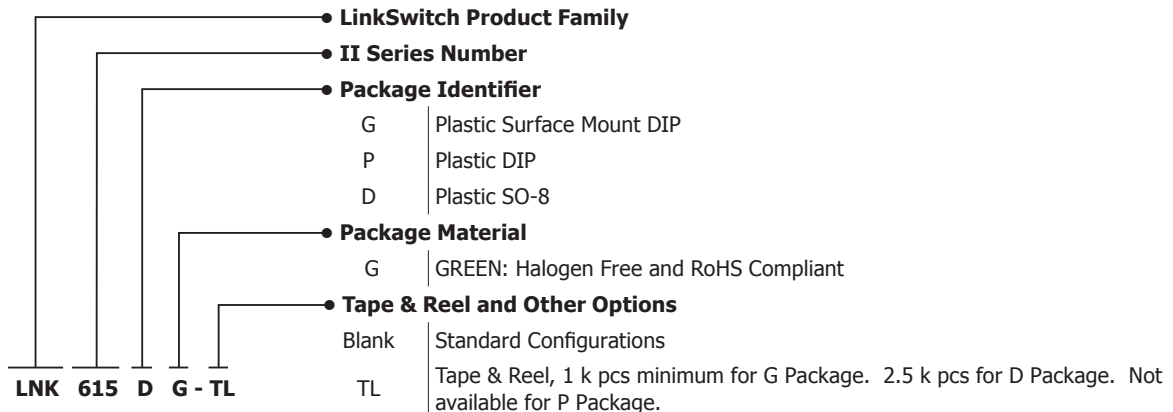 LinkSwitch Product Family
II Series Number
Package Identifier
G Plastic Surface Mount DIP
P Plastic DIP
D Plastic SO-8
Package Material
G GREEN: Halogen Free and RoHS Compliant
Tape & Reel and Other Options
Blank Standard Configurations
TL Tape & Reel, 1 k pcs minimum for G Package. 2.5 k pcs for D Package. Not
available for P Package.
LNK 615 D G - TL